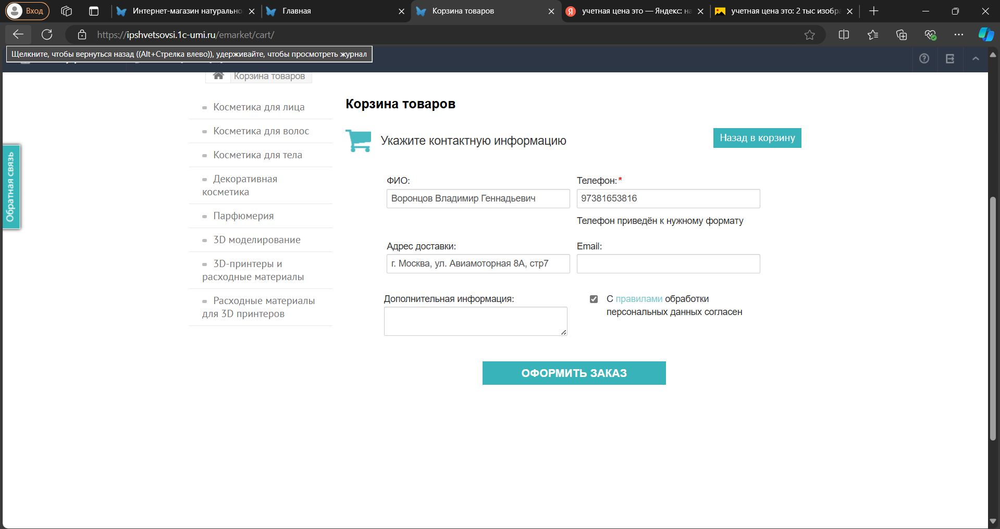 Вход
Интернет-магазин натурально
Главная
Корзина товаров
учетная цена это — Яндекс: на
учетная цена это: 2 тыс изобра
https://ipshvetsovsi.1c-umi.ru/emarket/cart/
Щелкните, чтобы вернуться назад ((Alt+Стрелка влево)), удерживайте, чтобы просмотреть журнал
Корзина товаров
Обратная связь
Косметика для лица
Косметика для волос
Косметика для тела
Декоративная
косметика
Парфюмерия
3D моделирование
3D-принтеры и
расходные материалы
Расходные материалы
для 3D принтеров
Корзина товаров
Укажите контактную информацию
Назад в корзину
ФИО:
Телефон:*
Воронцов Владимир Геннадьевич
97381653816
Телефон приведён к нужному формату
Адрес доставки:
Email:
г. Москва, ул. Авиамоторная 8А, стр7
Дополнительная информация:
С правилами обработки
персональных данных согласен
ОФОРМИТЬ ЗАКАЗ